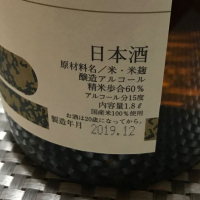 日本酒
原材料名／米・米麹
醸造アルコール
精米歩合60%
アルコール分15度
内容量1.8ℓ
国産米100%使用
お酒は20歳になってから。
製造年月 2019.12